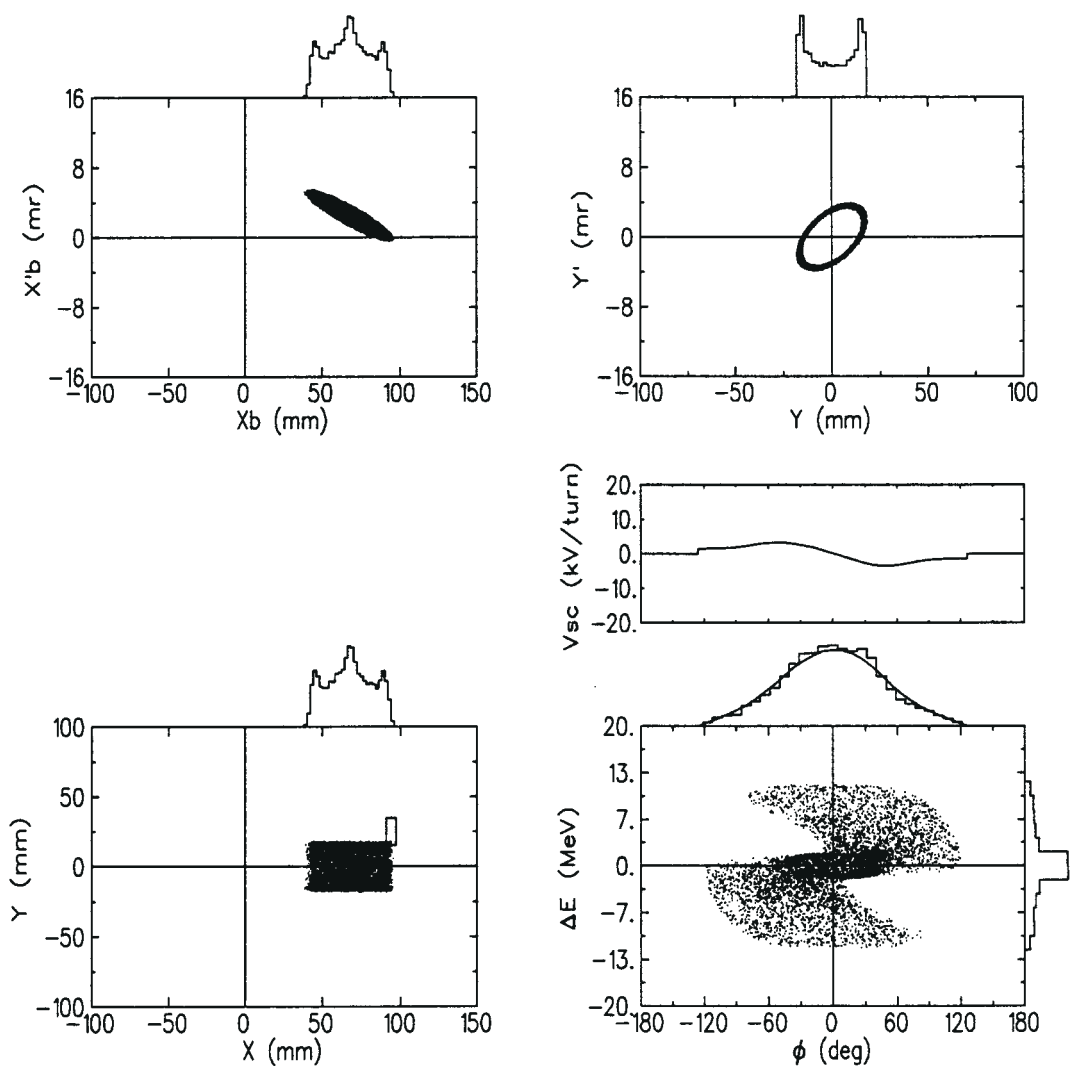 16
8
0
−8
−16
X'b (mr)
−100 −50 0 50 100 150
Xb (mm)
16
8
0
−8
−16
Y' (mr)
−100 −50 0 50 100
Y (mm)
20.
10.
0.
−10.
−20.
Vsc (kV/turn)
100
50
0
−50
−100
Y (mm)
−100 −50 0 50 100 150
X (mm)
20.
13.
7.
0.
−7.
−13.
−20.
ΔE (MeV)
−180 −120 −60 0 60 120 180
ϕ (deg)